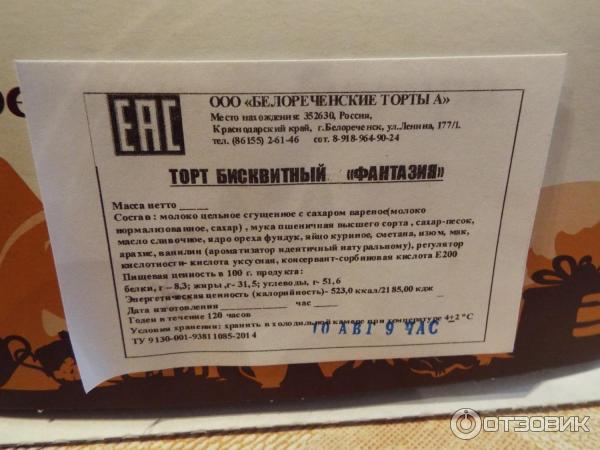 ре
ЕАС
ООО «БЕЛОРЕЧЕНСКИЕ ТОРТЫ А»
Место нахождения: 352630, Россия,
Краснодарский край, г.Белореченск, ул.Ленина, 177/1.
тел. (86155) 2-61-46 сот. 8-918-964-90-24
ТОРТ БИСКВИТНЫЙ «ФАНТАЗИЯ»
Масса нетто _____
Состав : молоко цельное сгущенное с сахаром вареное(молоко
нормализованное, сахар) , мука пшеничная высшего сорта , сахар-песок,
масло сливочное, ядро ореха фундук, яйцо куриное, сметана, изюм, мак,
арахис, ванилин (ароматизатор идентичный натуральному), регулятор
кислотности- кислота уксусная, консервант-сорбиновая кислота Е200
Пищевая ценность в 100 г. продукта:
белки, г – 8,3; жиры ,г- 31,5; углеводы, г- 51,6
Энергетическая ценность (калорийность)- 523,0 ккал/2185,00 кдж
Дата изготовления ____________ час ____
Годен в течение 120 часов
10 АВГ 9 ЧАС
Условия хранения: хранить в холодильной камере при температуре 4±2 °С
ТУ 9130-001-93811085-2014
ОТЗОВИК